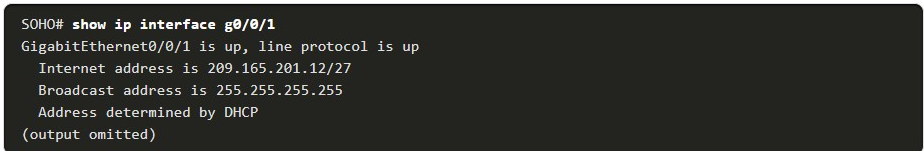 SOHO# show ip interface g0/0/1
GigabitEthernet0/0/1 is up, line protocol is up
  Internet address is 209.165.201.12/27
  Broadcast address is 255.255.255.255
  Address determined by DHCP
(output omitted)